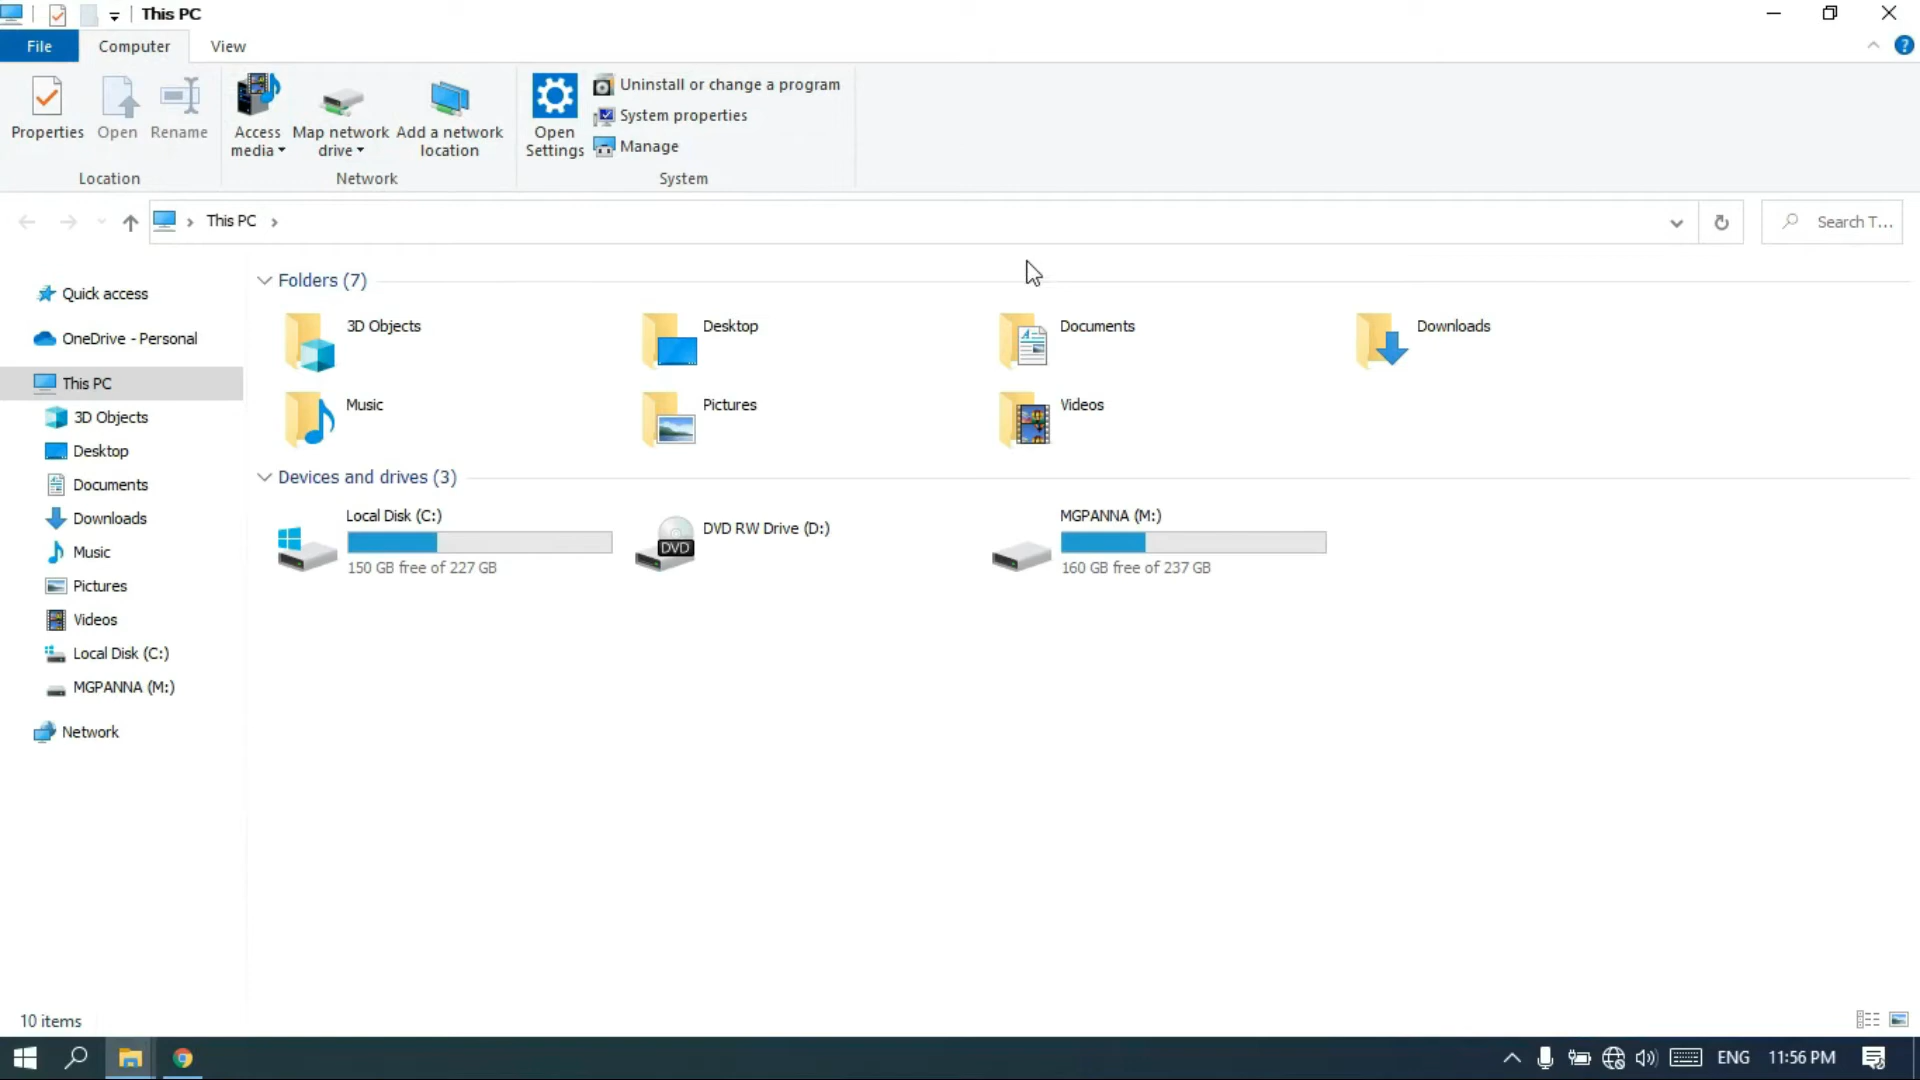 This PC
File
Computer
View
Properties
Open
Rename
Access
media
Map network
drive
Add a network
location
Open
Settings
Uninstall or change a program
System properties
Manage
Location
Network
System
This PC
Search T...
Quick access
OneDrive - Personal
This PC
3D Objects
Desktop
Documents
Downloads
Music
Pictures
Videos
Local Disk (C:)
MGPANNA (M:)
Network
Folders (7)
3D Objects
Desktop
Documents
Downloads
Music
Pictures
Videos
Devices and drives (3)
Local Disk (C:)
150 GB free of 227 GB
DVD
DVD RW Drive (D:)
MGPANNA (M:)
160 GB free of 237 GB
10 items
ENG
11:56 PM